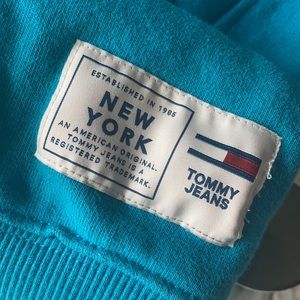 ESTABLISHED IN 1985
NEW
YORK
AN AMERICAN ORIGINAL.
TOMMY JEANS IS A
REGISTERED TRADEMARK.
TOMMY
JEANS